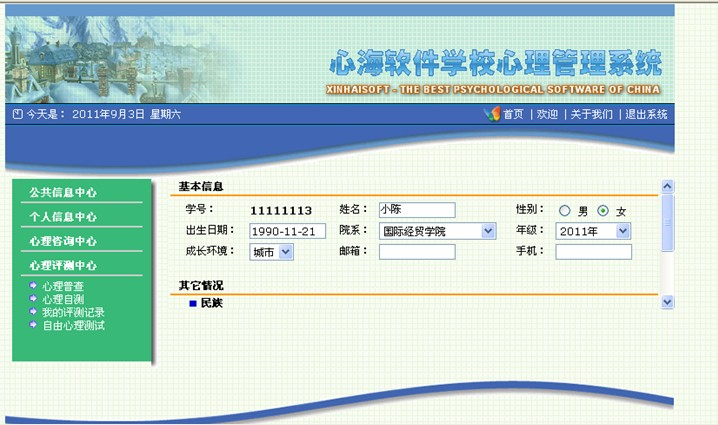 心海软件学校心理管理系统
XINHAISOFT - THE BEST PSYCHOLOGICAL SOFTWARE OF CHINA
今天是： 2011年9月3日 星期六
首页 | 欢迎 | 关于我们 | 退出系统
公共信息中心
个人信息中心
心理咨询中心
心理评测中心
心理普查
心理自测
我的评测记录
自由心理测试
基本信息
学号： 11111113 姓名： 小陈 性别： 男 女
出生日期： 1990-11-21 院系： 国际经贸学院 年级： 2011年
成长环境： 城市 邮箱： 手机：
其它情况
民族